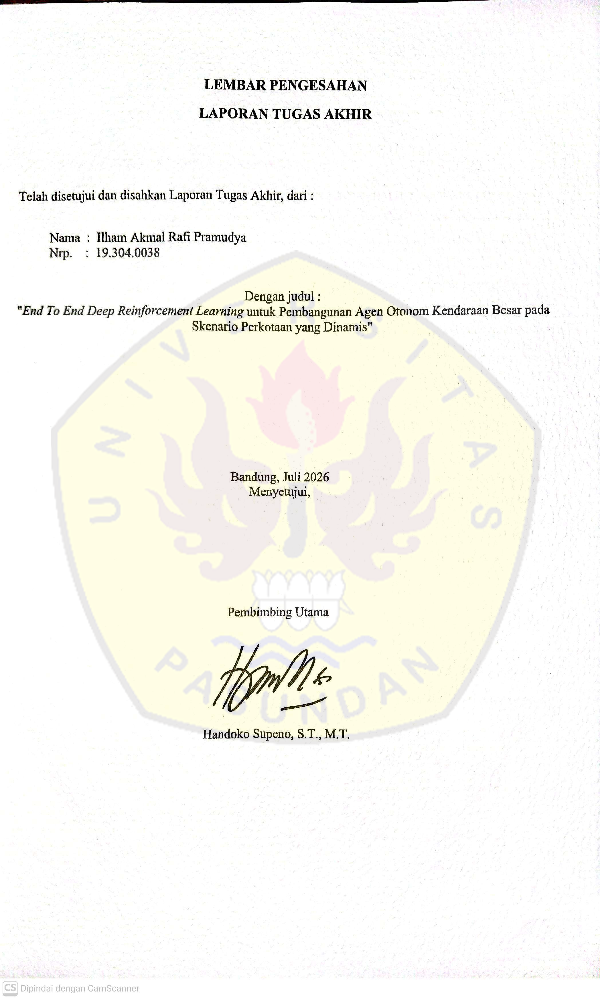 LEMBAR PENGESAHAN
LAPORAN TUGAS AKHIR
Telah disetujui dan disahkan Laporan Tugas Akhir, dari :
Nama : Ilham Akmal Rafi Pramudya
Nrp. : 19.304.0038
Dengan judul :
"End To End Deep Reinforcement Learning untuk Pembangunan Agen Otonom Kendaraan Besar pada
Skenario Perkotaan yang Dinamis"
UNIVERSITAS
Bandung, Juli 2026
Menyetujui,
Pembimbing Utama
PASUNDAN
Handoko Supeno, S.T., M.T.
CS Dipindai dengan CamScanner